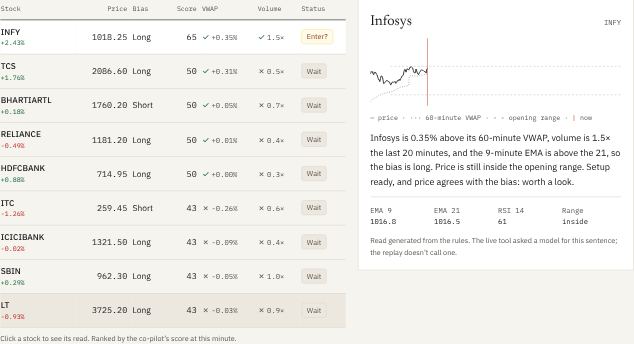 Stock Price Bias Score VWAP Volume Status
INFY 1018.25 Long 65 ✓ +0.35% ✓ 1.5× Enter?
+2.43%
TCS 2086.60 Long 50 ✓ +0.31% × 0.5× Wait
+1.76%
BHARTIARTL 1760.20 Short 50 ✓ +0.05% × 0.7× Wait
+0.18%
RELIANCE 1181.20 Long 50 ✓ +0.01% × 0.4× Wait
-0.49%
HDFCBANK 714.95 Long 50 ✓ +0.00% × 0.3× Wait
+0.88%
ITC 259.45 Short 43 × -0.26% × 0.6× Wait
-1.26%
ICICIBANK 1321.50 Long 43 × -0.09% × 0.4× Wait
-0.02%
SBIN 962.30 Long 43 × -0.05% × 1.0× Wait
+0.29%
LT 3725.20 Long 43 × -0.03% × 0.9× Wait
-0.93%
Click a stock to see its read. Ranked by the co-pilot's score at this minute.
Infosys INFY
— price · ··· 60-minute VWAP · - - opening range · | now
Infosys is 0.35% above its 60-minute VWAP, volume is 1.5×
the last 20 minutes, and the 9-minute EMA is above the 21, so
the bias is long. Price is still inside the opening range. Setup
ready, and price agrees with the bias: worth a look.
EMA 9 EMA 21 RSI 14 Range
1016.8 1016.5 61 inside
Read generated from the rules. The live tool asked a model for this sentence;
the replay doesn't call one.